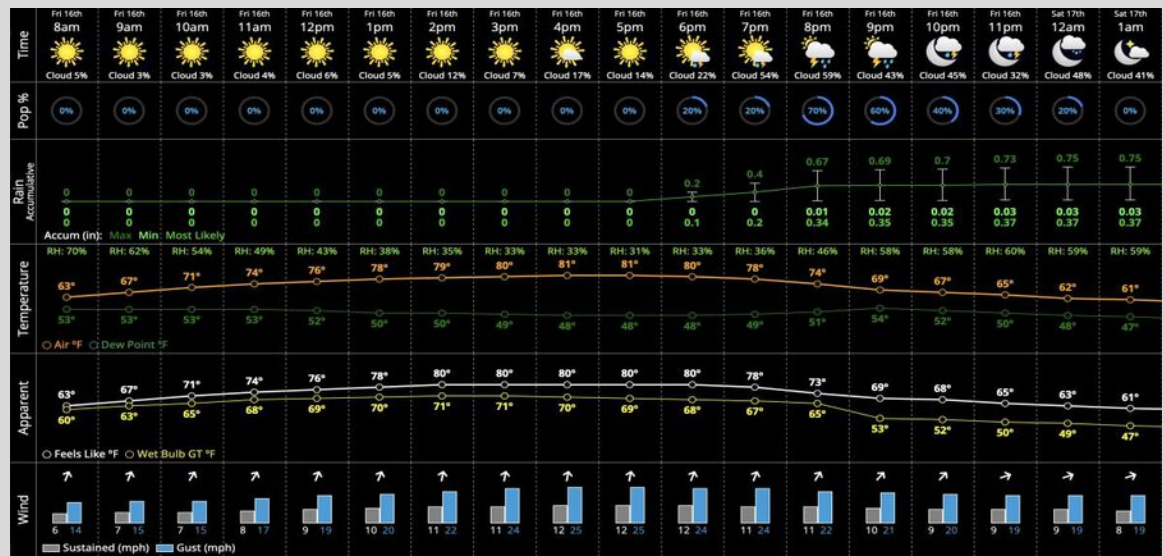 Fri 16th Fri 16th Fri 16th Fri 16th Fri 16th Fri 16th Fri 16th Fri 16th Fri 16th Fri 16th Fri 16th Fri 16th Fri 16th Fri 16th Fri 16th Fri 16th Sat 17th Sat 17th
Time
8am 9am 10am 11am 12pm 1pm 2pm 3pm 4pm 5pm 6pm 7pm 8pm 9pm 10pm 11pm 12am 1am
Cloud 5% Cloud 3% Cloud 3% Cloud 4% Cloud 6% Cloud 5% Cloud 12% Cloud 7% Cloud 17% Cloud 14% Cloud 22% Cloud 54% Cloud 59% Cloud 43% Cloud 45% Cloud 32% Cloud 48% Cloud 41%
Pop %
0% 0% 0% 0% 0% 0% 0% 0% 0% 0% 20% 20% 70% 60% 40% 30% 20% 0%
Rain
Accumulative
0 0 0 0 0 0 0 0 0 0 0.2 0.4 0.67 0.69 0.7 0.73 0.75 0.75
0 0 0 0 0 0 0 0 0 0 0 0 0.01 0.02 0.02 0.03 0.03 0.03
0 0 0 0 0 0 0 0 0 0 0.1 0.2 0.34 0.35 0.35 0.37 0.37 0.37
Accum (in): Max Min Most Likely
Temperature
RH: 70% RH: 62% RH: 54% RH: 49% RH: 43% RH: 38% RH: 35% RH: 33% RH: 33% RH: 31% RH: 33% RH: 36% RH: 46% RH: 58% RH: 58% RH: 60% RH: 59% RH: 59%
63° 67° 71° 74° 76° 78° 79° 80° 81° 81° 80° 78° 74° 69° 67° 65° 62° 61°
53° 53° 53° 53° 52° 50° 50° 49° 48° 48° 48° 49° 51° 54° 52° 50° 48° 47°
Air °F Dew Point °F
Apparent
63° 67° 71° 74° 76° 78° 80° 80° 80° 80° 80° 78° 73° 69° 68° 65° 63° 61°
60° 63° 65° 68° 69° 70° 71° 71° 70° 69° 68° 67° 65° 53° 52° 50° 49° 47°
Feels Like °F Wet Bulb GT °F
Wind
6 14 7 15 7 15 8 17 9 19 10 20 11 22 11 24 12 25 12 25 12 24 11 24 11 22 10 21 9 20 9 19 9 19 8 19
Sustained (mph) Gust (mph)